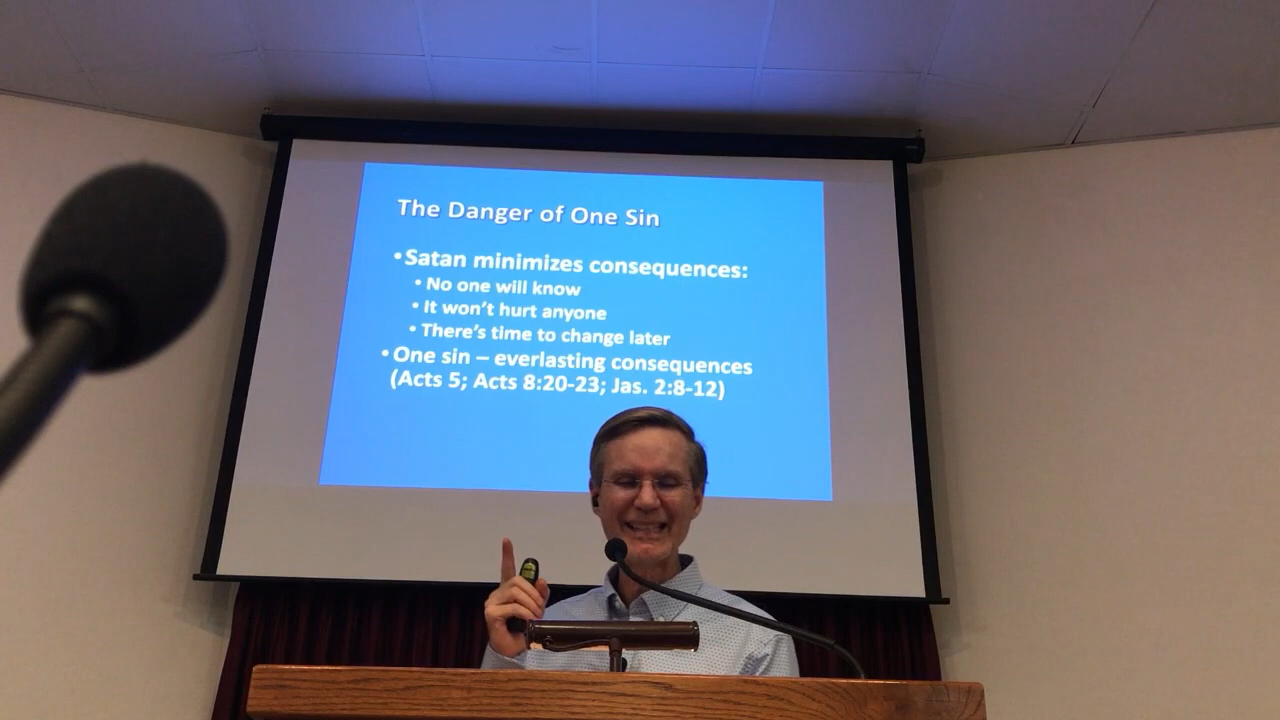 The Danger of One Sin
•Satan minimizes consequences:
• No one will know
• It won't hurt anyone
• There's time to change later
•One sin – everlasting consequences
(Acts 5; Acts 8:20-23; Jas. 2:8-12)